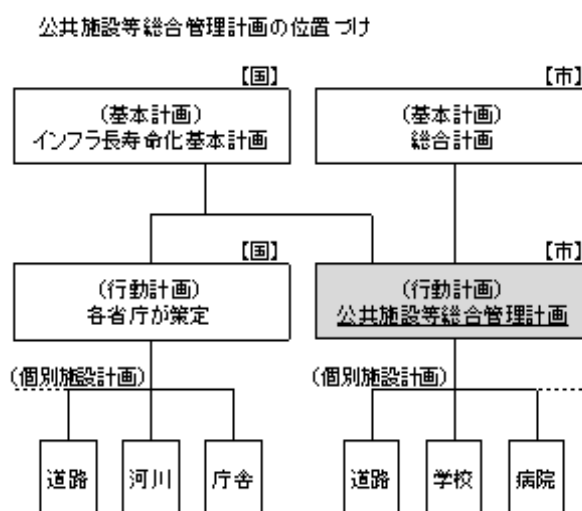 公共施設等総合管理計画の位置づけ
【国】
【市】
(基本計画)
インフラ長寿命化基本計画
(基本計画)
総合計画
【国】
【市】
(行動計画)
各省庁が策定
(行動計画)
公共施設等総合管理計画
(個別施設計画)
(個別施設計画)
道路
河川
庁舎
道路
学校
病院